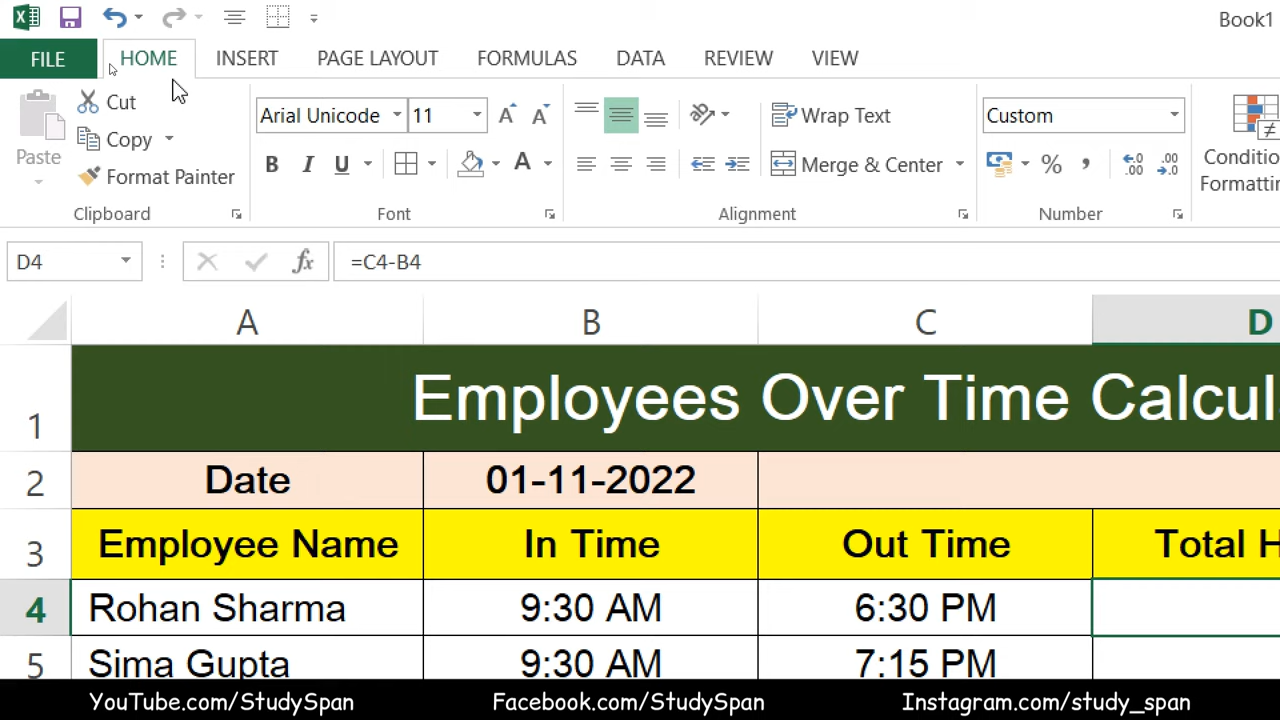 Book1
FILE HOME INSERT PAGE LAYOUT FORMULAS DATA REVIEW VIEW
Cut
Copy
Format Painter
Paste
Clipboard
Arial Unicode 11
B I U A
Font
Wrap Text
Merge & Center
Alignment
Custom
%
Number
Conditio
Formattin
D4 fx =C4-B4
A B C D
1 Employees Over Time Calcul
2 Date 01-11-2022
3 Employee Name In Time Out Time Total H
4 Rohan Sharma 9:30 AM 6:30 PM
5 Sima Gupta 9:30 AM 7:15 PM
YouTube.com/StudySpan Facebook.com/StudySpan Instagram.com/study_span